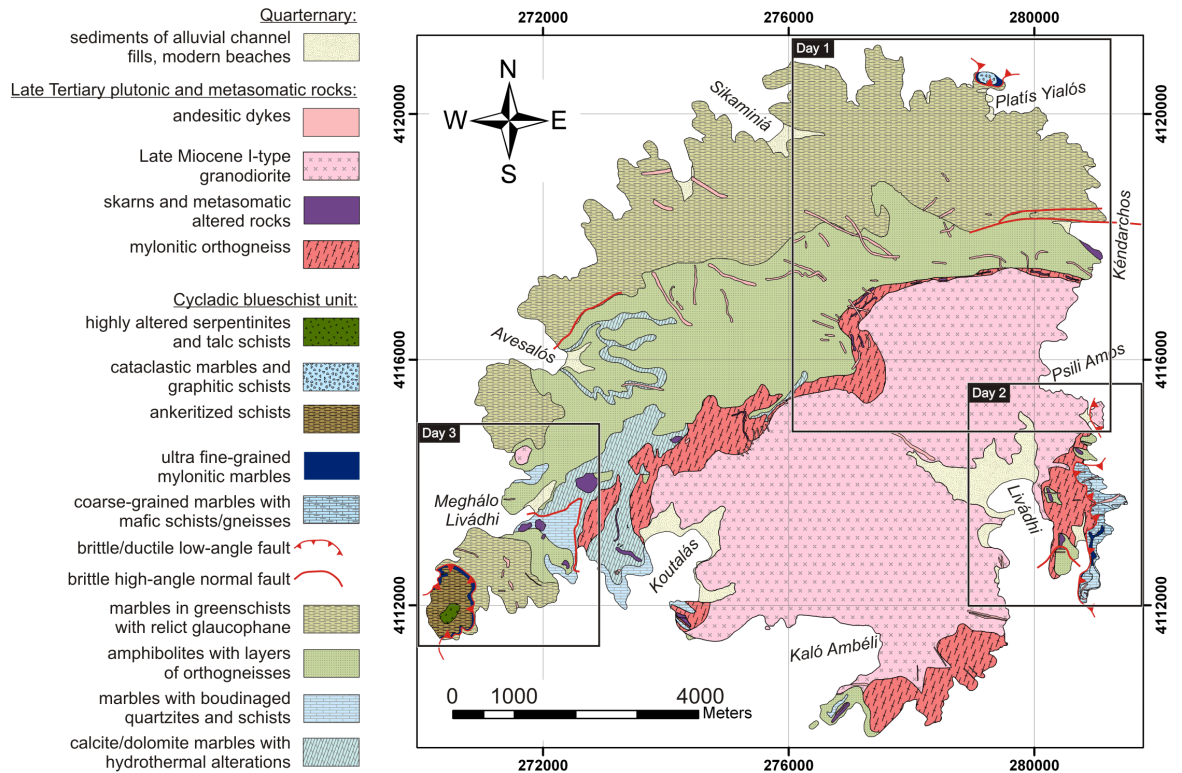 Quaternary:
sediments of alluvial channel
fills, modern beaches
Late Tertiary plutonic and metasomatic rocks:
andesitic dykes
Late Miocene I-type
granodiorite
skarns and metasomatic
altered rocks
mylonitic orthogneiss
Cycladic blueschist unit:
highly altered serpentinites
and talc schists
cataclastic marbles and
graphitic schists
ankeritized schists
ultra fine-grained
mylonitic marbles
coarse-grained marbles with
mafic schists/gneisses
brittle/ductile low-angle fault
brittle high-angle normal fault
marbles in greenschists
with relict glaucophane
amphibolites with layers
of orthogneisses
marbles with boudinaged
quartzites and schists
calcite/dolomite marbles with
hydrothermal alterations
272000
276000
280000
4120000
4116000
4112000
N
W
E
S
Day 1
Sikaminiá
Platís Yialós
Kéndarchos
4120000
Avesalós
Psili Amos
4116000
Day 2
Day 3
Meghálo
Livádhi
Livádhi
Koutalás
Kaló Ambéli
4112000
0
1000
4000
Meters
272000
276000
280000